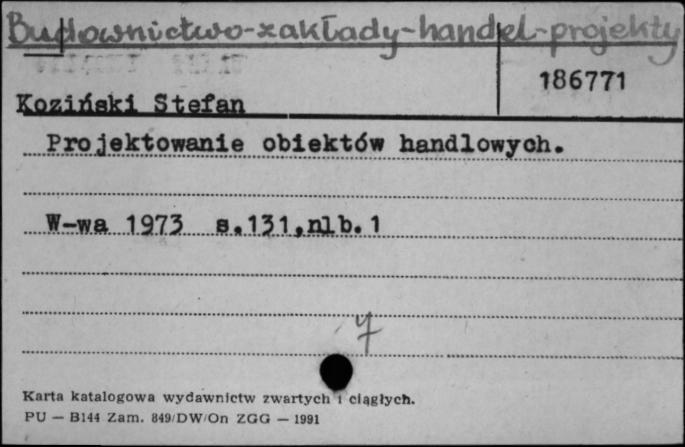 Budownictwo-zakłady-handel-projekty
186771
Koziński Stefan
Projektowanie obiektów handlowych.
W-wa 1973 s.131,nlb.1
7
Karta katalogowa wydawnictw zwartych i ciągłych.
PU — B144 Zam. 849/DW/On ZGG — 1991